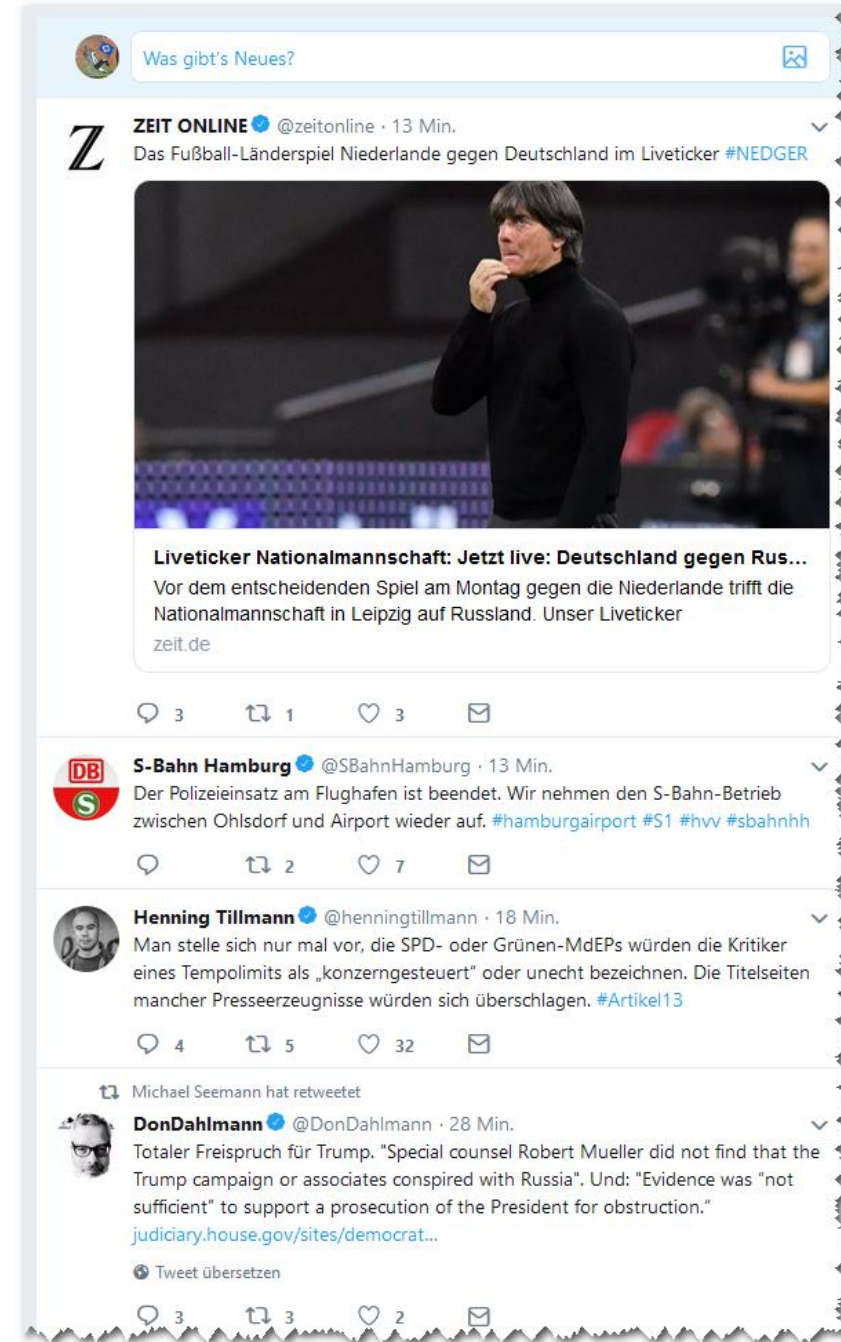 Was gibt's Neues?
ZEIT ONLINE @zeitonline · 13 Min.
Das Fußball-Länderspiel Niederlande gegen Deutschland im Liveticker #NEDGER
Liveticker Nationalmannschaft: Jetzt live: Deutschland gegen Rus...
Vor dem entscheidenden Spiel am Montag gegen die Niederlande trifft die
Nationalmannschaft in Leipzig auf Russland. Unser Liveticker
zeit.de
3 1 3
DB
S
S-Bahn Hamburg @SBahnHamburg · 13 Min.
Der Polizeieinsatz am Flughafen ist beendet. Wir nehmen den S-Bahn-Betrieb
zwischen Ohlsdorf und Airport wieder auf. #hamburgairport #S1 #hvv #sbahnhh
2 7
Henning Tillmann @henningtillmann · 18 Min.
Man stelle sich nur mal vor, die SPD- oder Grünen-MdEPs würden die Kritiker
eines Tempolimits als „konzerngesteuert“ oder unecht bezeichnen. Die Titelseiten
mancher Presseerzeugnisse würden sich überschlagen. #Artikel13
4 5 32
Michael Seemann hat retweetet
DonDahlmann @DonDahlmann · 28 Min.
Totaler Freispruch für Trump. "Special counsel Robert Mueller did not find that the
Trump campaign or associates conspired with Russia". Und: "Evidence was “not
sufficient” to support a prosecution of the President for obstruction.“
judiciary.house.gov/sites/democrat...
Tweet übersetzen
3 3 2